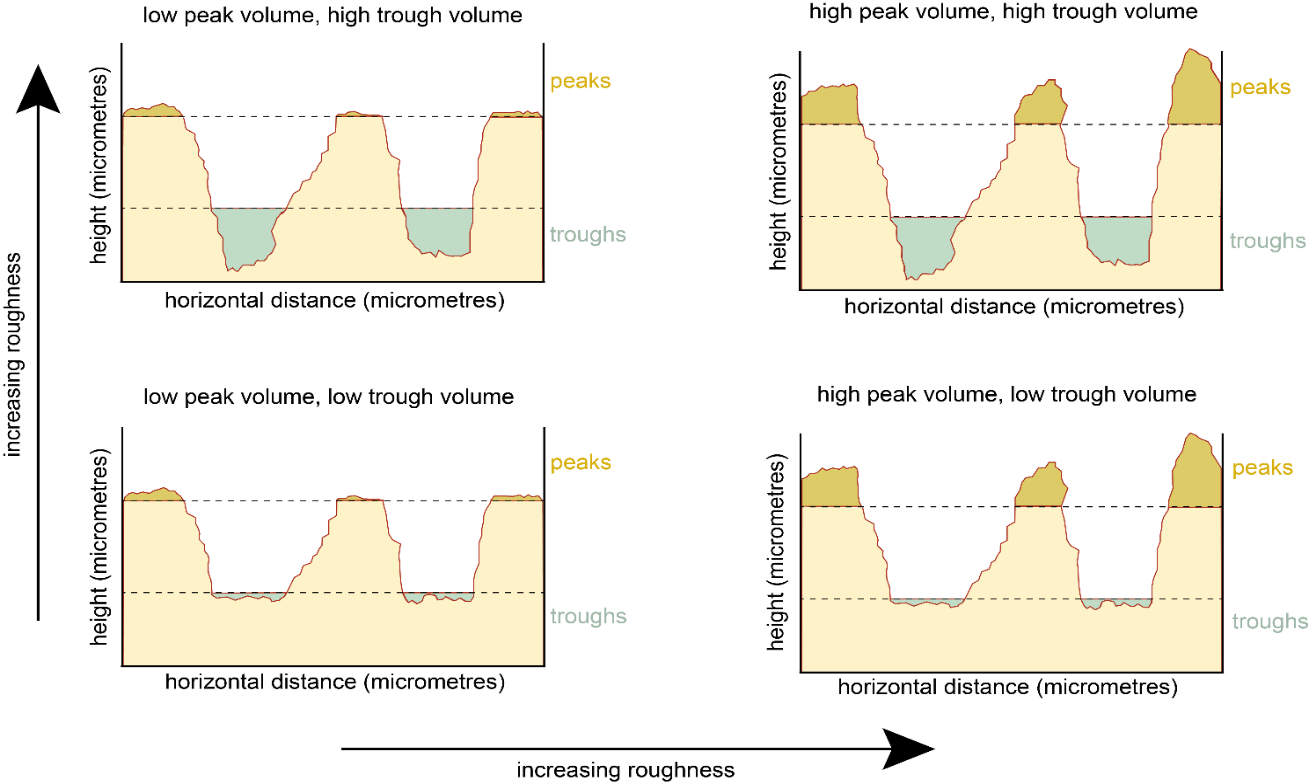 low peak volume, high trough volume
high peak volume, high trough volume
peaks
peaks
height (micrometres)
height (micrometres)
troughs
troughs
horizontal distance (micrometres)
horizontal distance (micrometres)
increasing roughness
low peak volume, low trough volume
high peak volume, low trough volume
peaks
peaks
height (micrometres)
height (micrometres)
troughs
troughs
horizontal distance (micrometres)
horizontal distance (micrometres)
increasing roughness